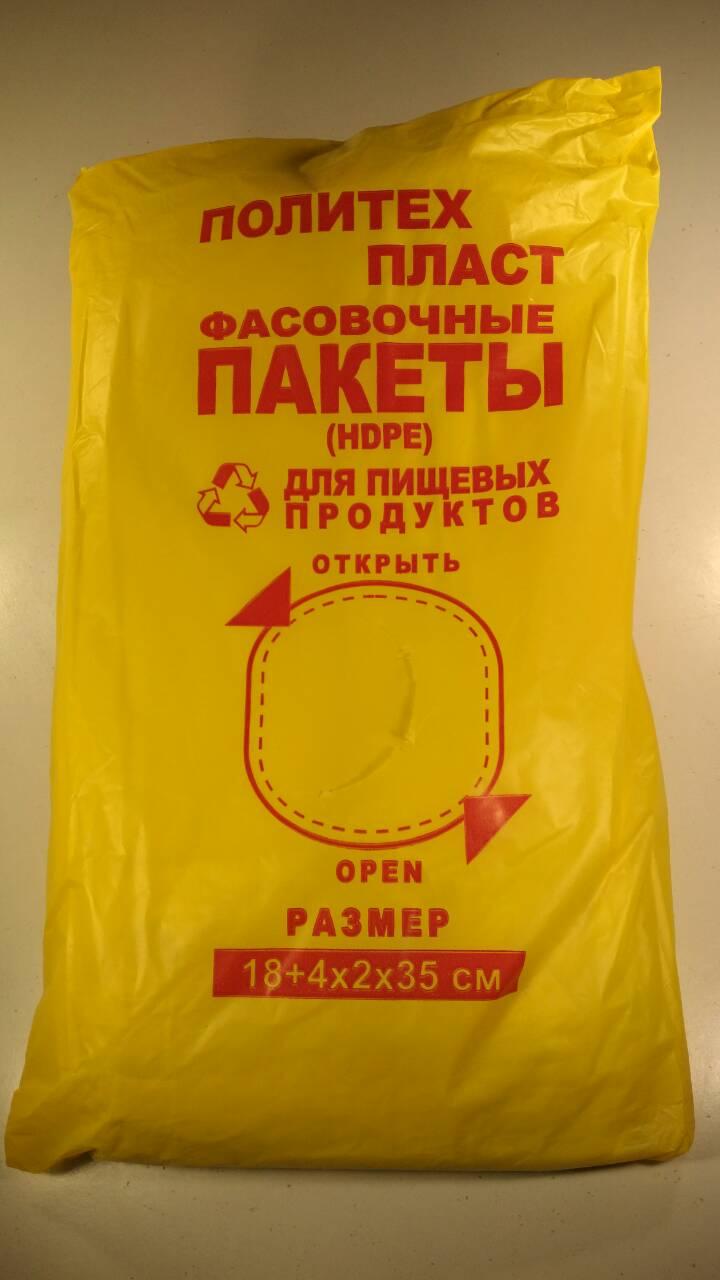 ПОЛИТЕХ
ПЛАСТ
ФАСОВОЧНЫЕ
ПАКЕТЫ
(HDPE)
ДЛЯ ПИЩЕВЫХ
ПРОДУКТОВ
ОТКРЫТЬ
OPEN
РАЗМЕР
18+4х2х35 см